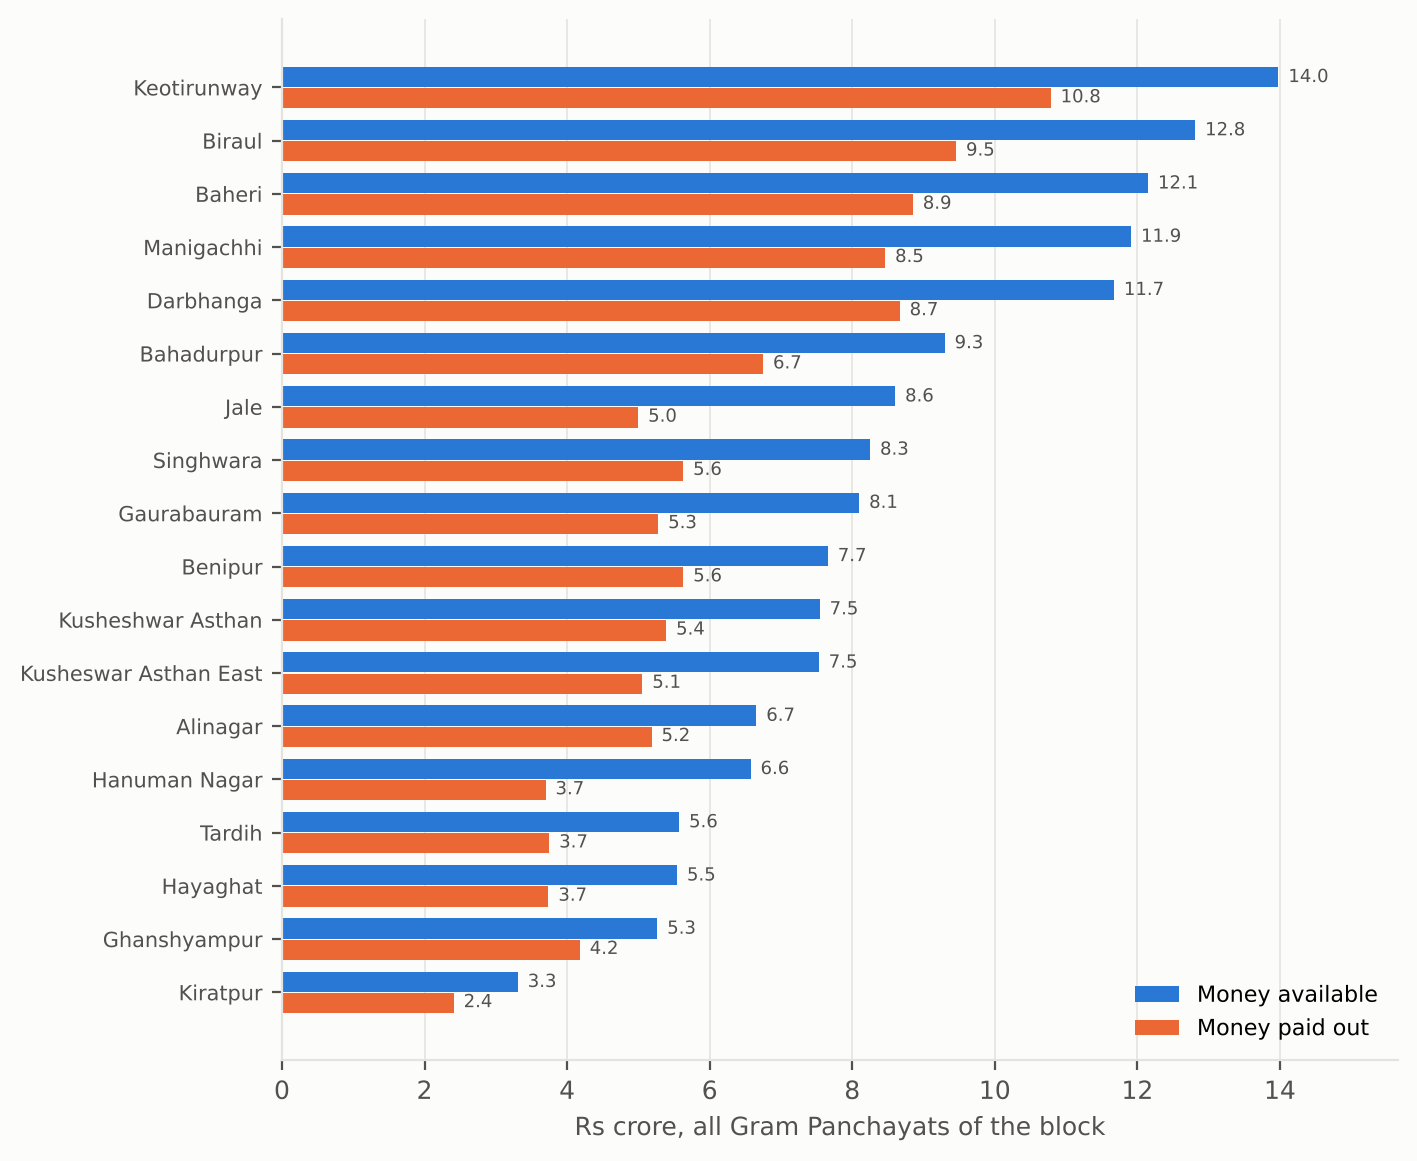 Keotirunway 14.0
10.8
Biraul 12.8
9.5
Baheri 12.1
8.9
Manigachhi 11.9
8.5
Darbhanga 11.7
8.7
Bahadurpur 9.3
6.7
Jale 8.6
5.0
Singhwara 8.3
5.6
Gaurabauram 8.1
5.3
Benipur 7.7
5.6
Kusheshwar Asthan 7.5
5.4
Kusheswar Asthan East 7.5
5.1
Alinagar 6.7
5.2
Hanuman Nagar 6.6
3.7
Tardih 5.6
3.7
Hayaghat 5.5
3.7
Ghanshyampur 5.3
4.2
Kiratpur 3.3
2.4
Money available
Money paid out
0 2 4 6 8 10 12 14
Rs crore, all Gram Panchayats of the block